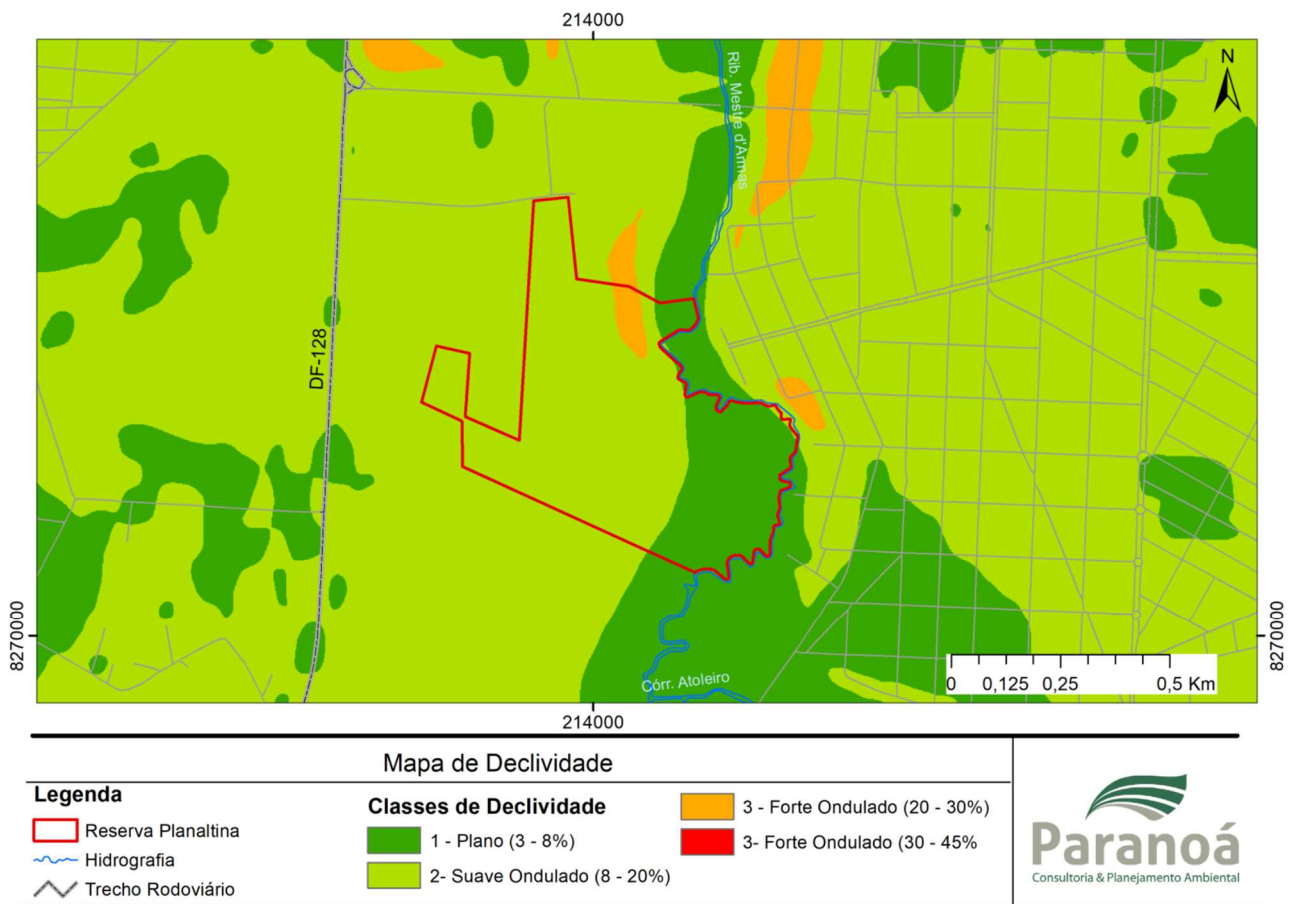 214000
N
Rib. Mestre d'Armas
DF-128
8270000
8270000
0 0,125 0,25 0,5 Km
Córr. Atoleiro
214000
Mapa de Declividade
Legenda
Reserva Planaltina
Hidrografia
Trecho Rodoviário
Classes de Declividade
1 - Plano (3 - 8%)
2- Suave Ondulado (8 - 20%)
3 - Forte Ondulado (20 - 30%)
3- Forte Ondulado (30 - 45%
Paranoá
Consultoria & Planejamento Ambiental